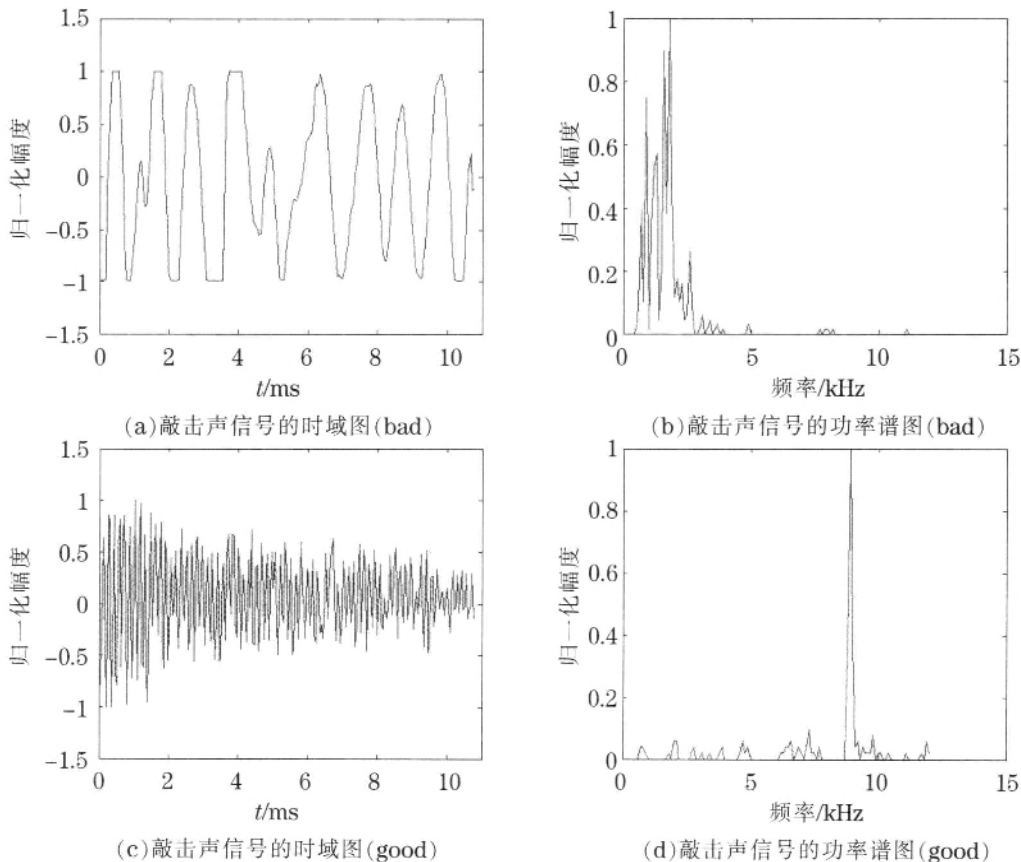 1.5
1
0.5
0
−0.5
−1
−1.5
归一化幅度
0 2 4 6 8 10
t/ms
(a)敲击声信号的时域图(bad)
1
0.8
0.6
0.4
0.2
0
归一化幅度
0 5 10 15
频率/kHz
(b)敲击声信号的功率谱图(bad)
1.5
1
0.5
0
−0.5
−1
−1.5
归一化幅度
0 2 4 6 8 10
t/ms
(c)敲击声信号的时域图(good)
1
0.8
0.6
0.4
0.2
0
归一化幅度
0 5 10 15
频率/kHz
(d)敲击声信号的功率谱图(good)